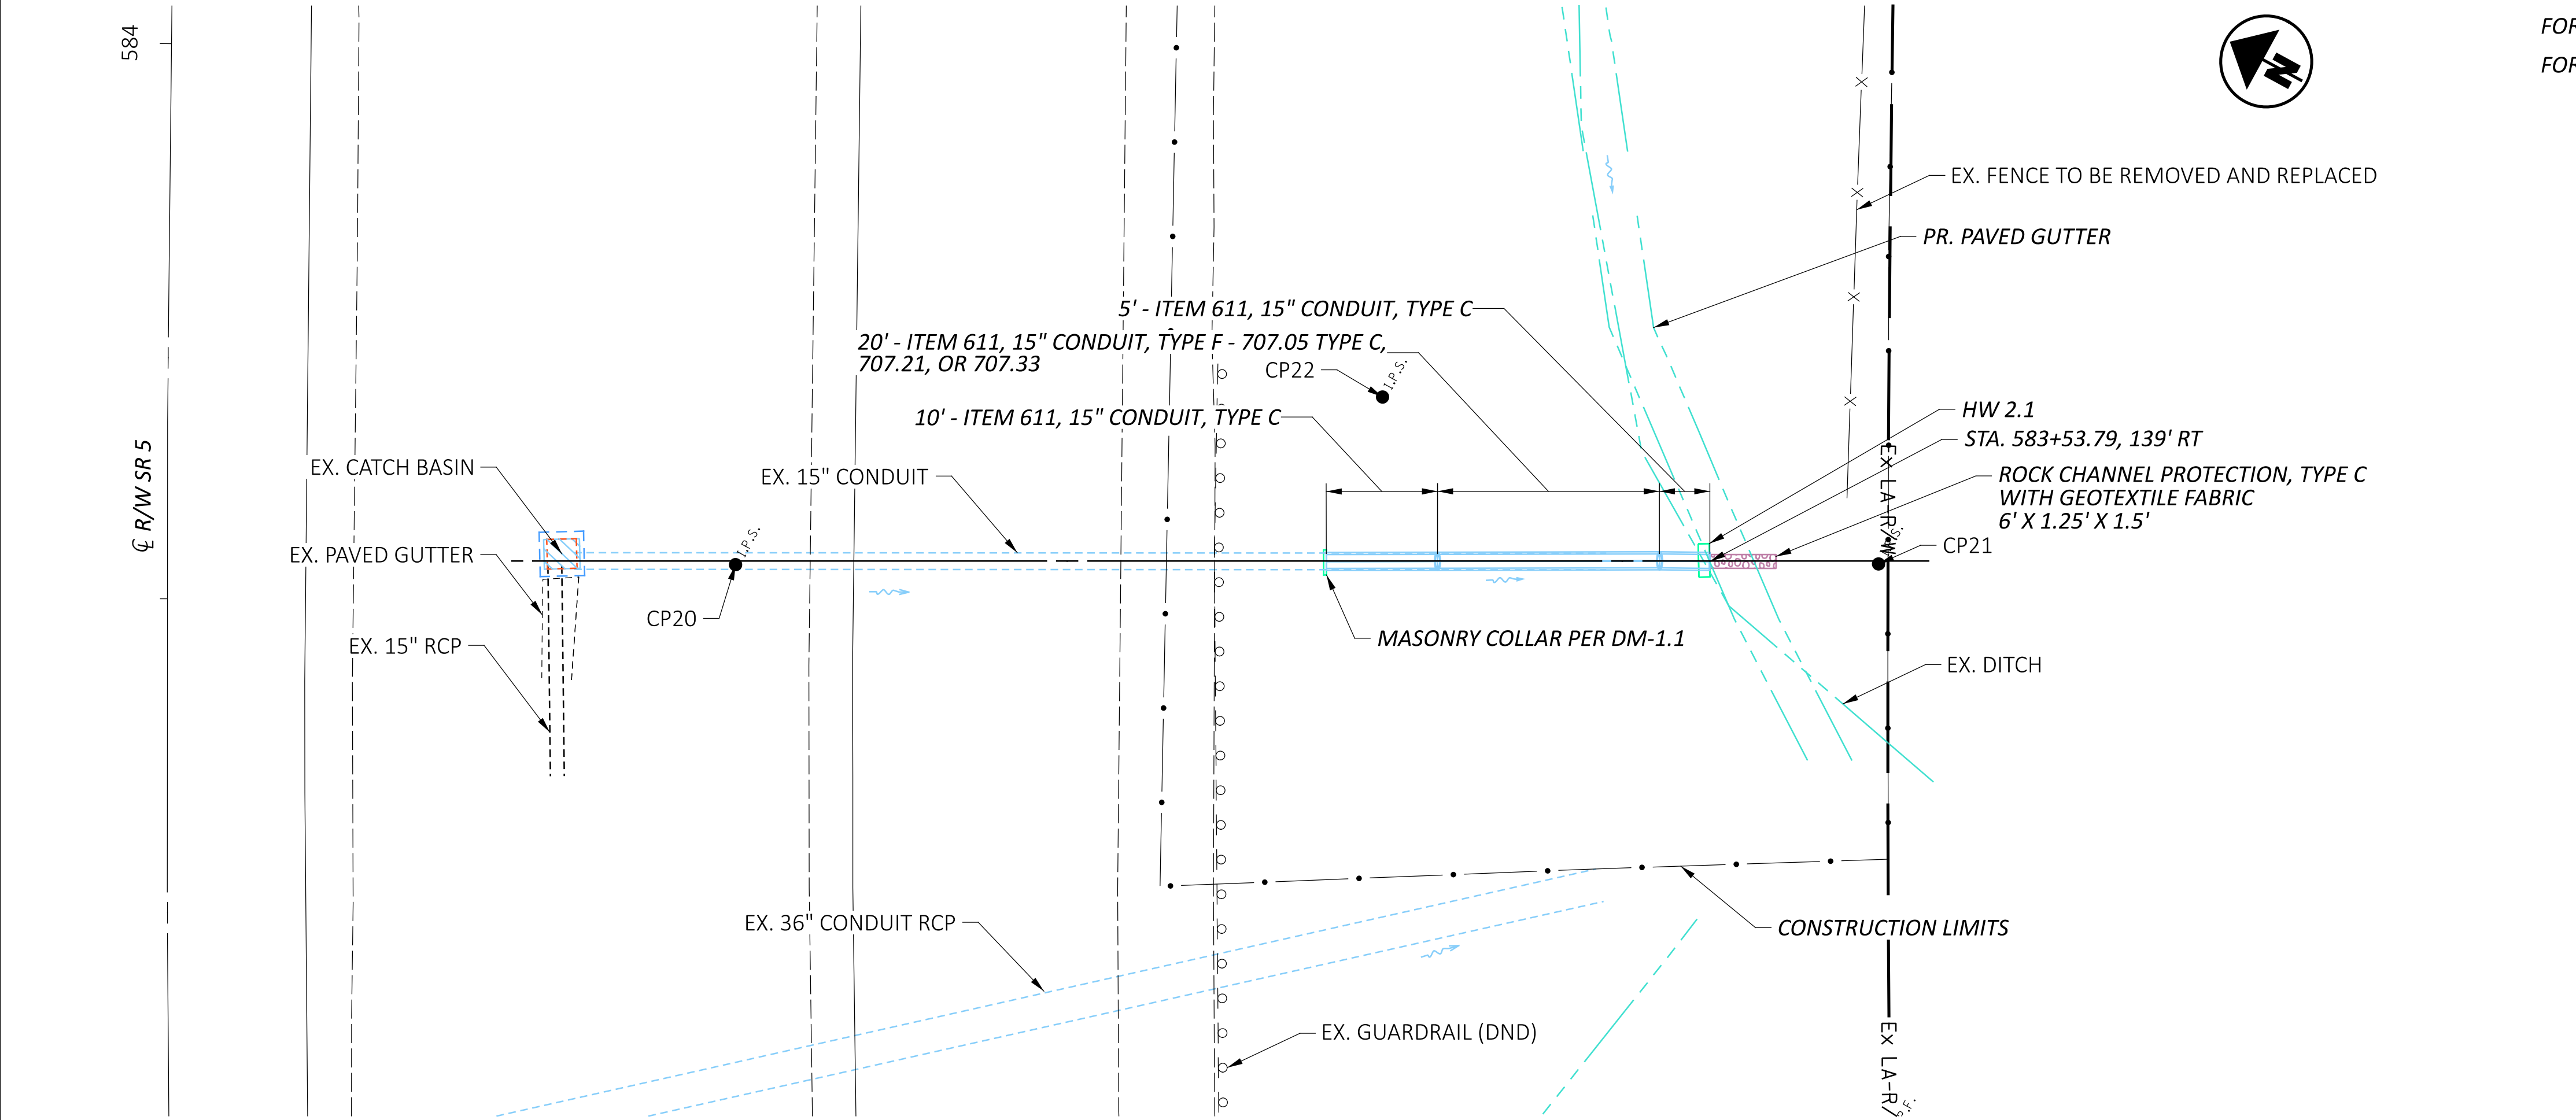 584
FOR
FOR
N
EX. FENCE TO BE REMOVED AND REPLACED
PR. PAVED GUTTER
5' - ITEM 611, 15" CONDUIT, TYPE C
20' - ITEM 611, 15" CONDUIT, TYPE F - 707.05 TYPE C,
707.21, OR 707.33
CP22
I.P.S.
10' - ITEM 611, 15" CONDUIT, TYPE C
HW 2.1
STA. 583+53.79, 139' RT
ROCK CHANNEL PROTECTION, TYPE C
WITH GEOTEXTILE FABRIC
6' X 1.25' X 1.5'
℄ R/W SR 5
EX. CATCH BASIN
EX. 15" CONDUIT
Ex LA-R/W
EX. PAVED GUTTER
I.P.S.
CP21
CP20
EX. 15" RCP
MASONRY COLLAR PER DM-1.1
EX. DITCH
EX. 36" CONDUIT RCP
CONSTRUCTION LIMITS
EX. GUARDRAIL (DND)
Ex LA-R/